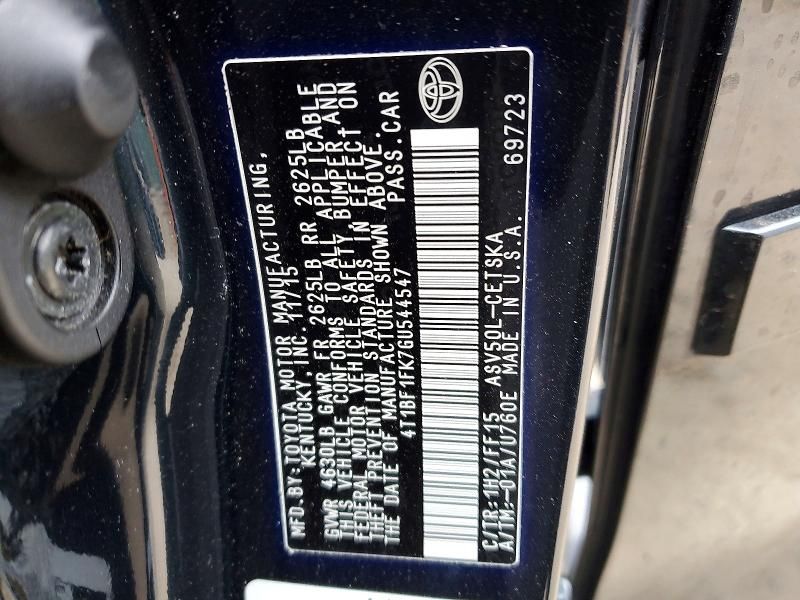 MFD.BY: TOYOTA MOTOR MANUFACTURING,
KENTUCKY, INC. 11/15
GVWR 4630LB GAWR FR 2625LB RR 2625LB
THIS VEHICLE CONFORMS TO ALL APPLICABLE
FEDERAL MOTOR VEHICLE SAFETY, BUMPER, AND
THEFT PREVENTION STANDARDS IN EFFECT ON
THE DATE OF MANUFACTURE SHOWN ABOVE.
4T1BF1FK7GU544547 PASS. CAR
C/TR: 1H2/FF15 ASV50L-CETSKA
A/TM: -01A/U760E MADE IN U.S.A. 69723